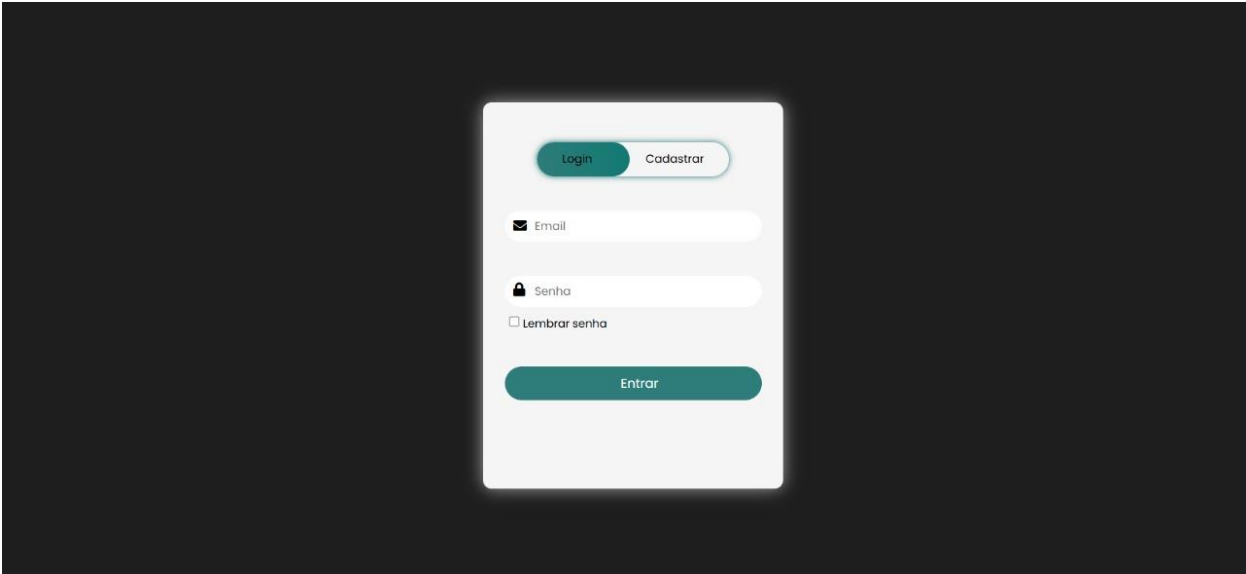 Login Cadastrar
Email
Senha
Lembrar senha
Entrar